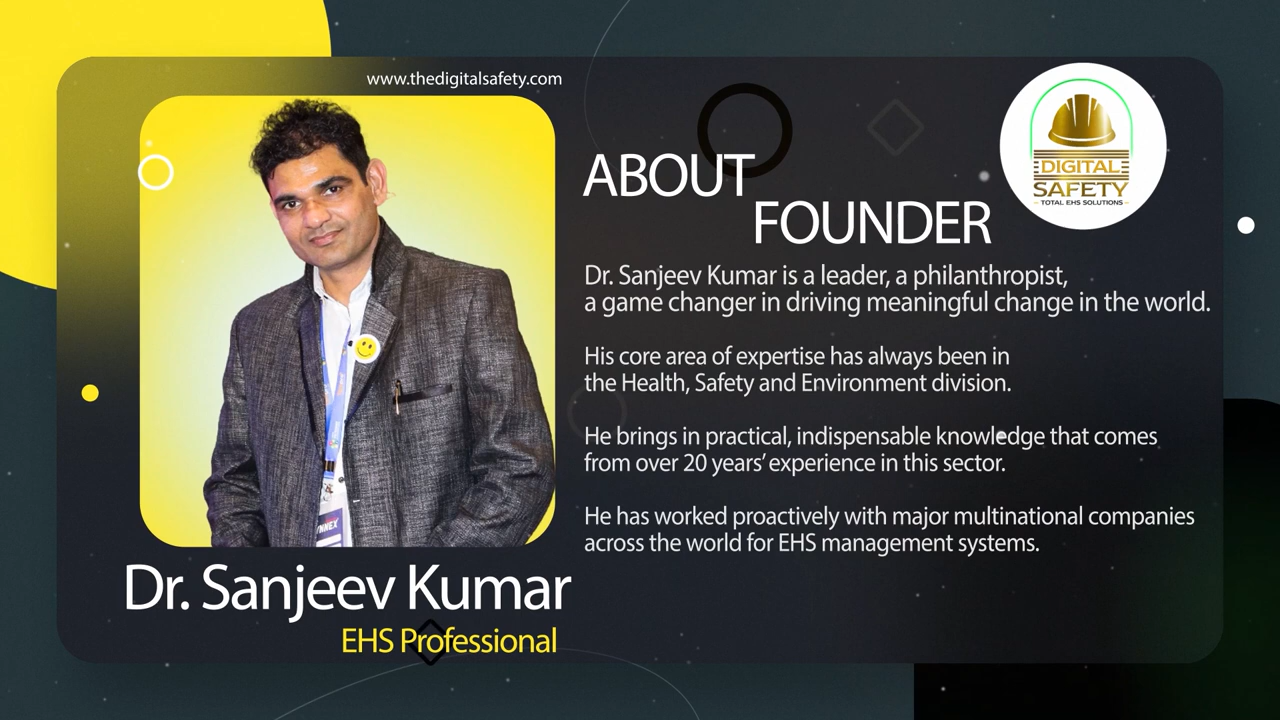 www.thedigitalsafety.com
DIGITAL
SAFETY
TOTAL EHS SOLUTIONS
ABOUT
FOUNDER
Dr. Sanjeev Kumar is a leader, a philanthropist,
a game changer in driving meaningful change in the world.
His core area of expertise has always been in
the Health, Safety and Environment division.
He brings in practical, indispensable knowledge that comes
from over 20 years' experience in this sector.
He has worked proactively with major multinational companies
across the world for EHS management systems.
Dr. Sanjeev Kumar
EHS Professional